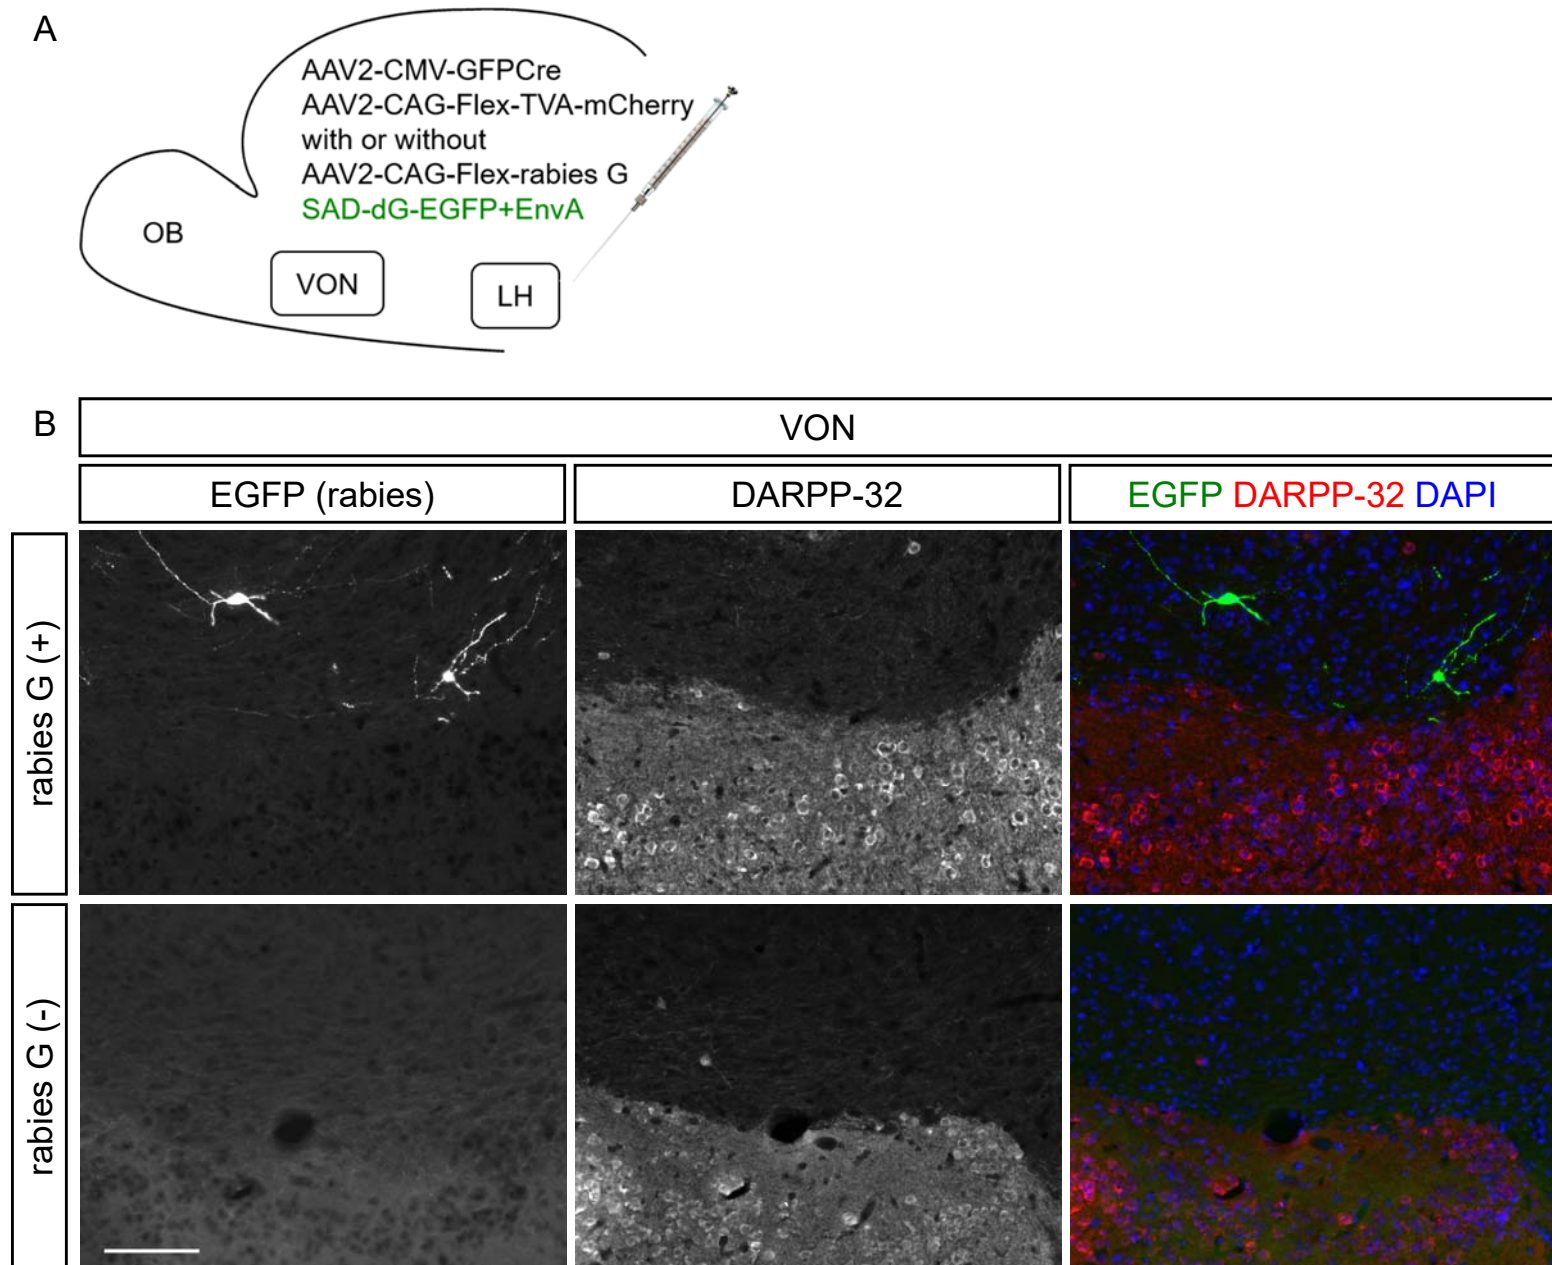 A
AAV2-CMV-GFPCre
AAV2-CAG-Flex-TVA-mCherry
with or without
AAV2-CAG-Flex-rabies G
SAD-dG-EGFP+EnvA
OB
VON
LH
B
VON
EGFP (rabies)
DARPP-32
EGFP DARPP-32 DAPI
rabies G (+)
rabies G (-)